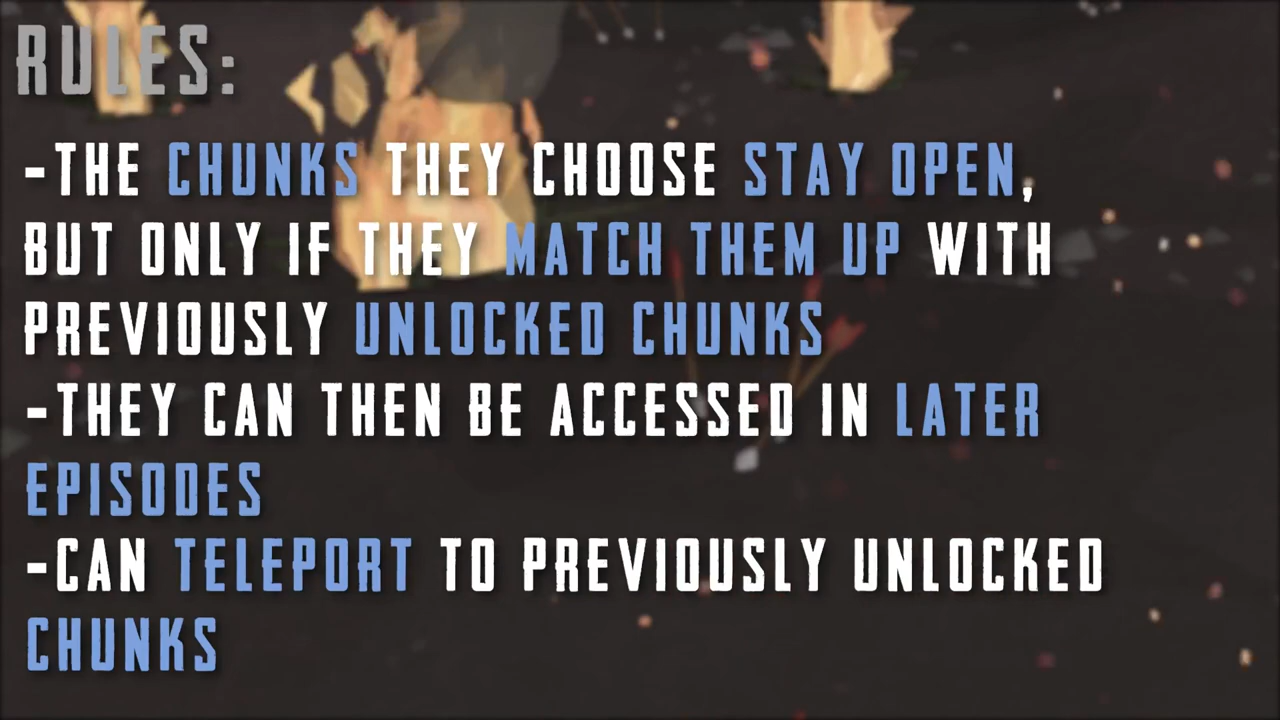 RULES:
-THE CHUNKS THEY CHOOSE STAY OPEN,
BUT ONLY IF THEY MATCH THEM UP WITH
PREVIOUSLY UNLOCKED CHUNKS
-THEY CAN THEN BE ACCESSED IN LATER
EPISODES
-CAN TELEPORT TO PREVIOUSLY UNLOCKED
CHUNKS